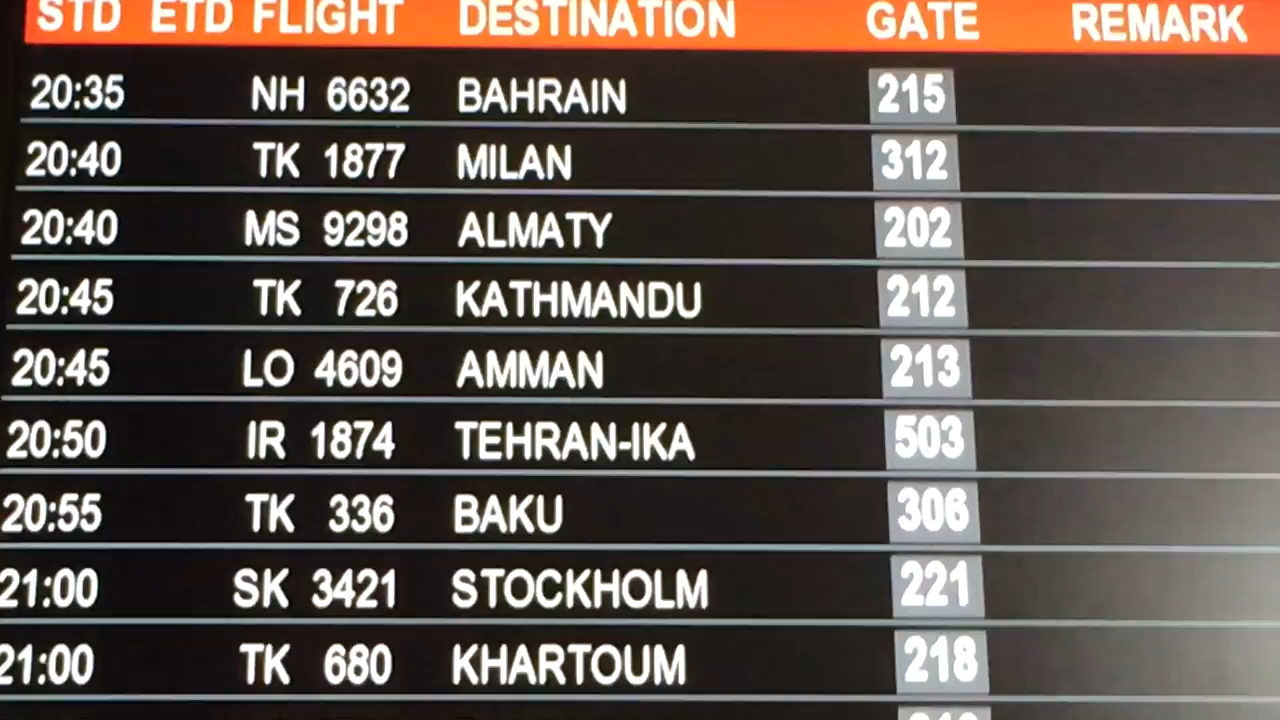 STD ETD FLIGHT DESTINATION GATE REMARK
20:35 NH 6632 BAHRAIN 215
20:40 TK 1877 MILAN 312
20:40 MS 9298 ALMATY 202
20:45 TK 726 KATHMANDU 212
20:45 LO 4609 AMMAN 213
20:50 IR 1874 TEHRAN-IKA 503
20:55 TK 336 BAKU 306
21:00 SK 3421 STOCKHOLM 221
21:00 TK 680 KHARTOUM 218